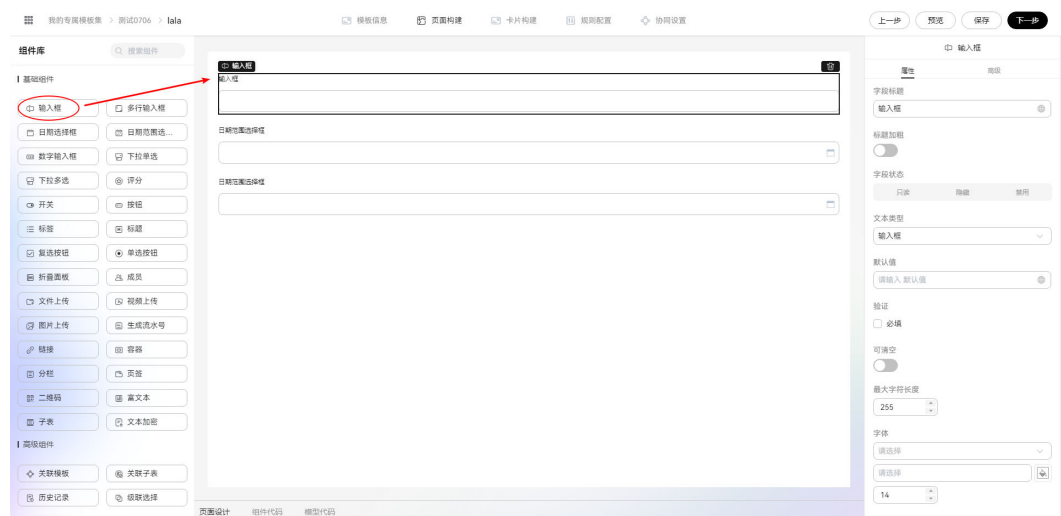 我的专属模板集 > 测试0706 > lala
模板信息
页面构建
卡片构建
规则配置
协同设置
上一步
预览
保存
下一步
组件库
搜索组件
基础组件
输入框
多行输入框
日期选择框
日期范围选...
数字输入框
下拉单选
下拉多选
评分
开关
按钮
标签
标题
复选按钮
单选按钮
折叠面板
成员
文件上传
视频上传
图片上传
生成流水号
链接
容器
分栏
页签
二维码
富文本
子表
文本加密
高级组件
关联模板
关联子表
历史记录
级联选择
输入框
输入框
日期范围选择框
日期范围选择框
页面设计
组件代码
模型代码
输入框
属性
高级
字段标题
输入框
标题加粗
字段状态
只读
隐藏
禁用
文本类型
输入框
默认值
请输入 默认值
验证
必填
可清空
最大字符长度
255
字体
请选择
请选择
14